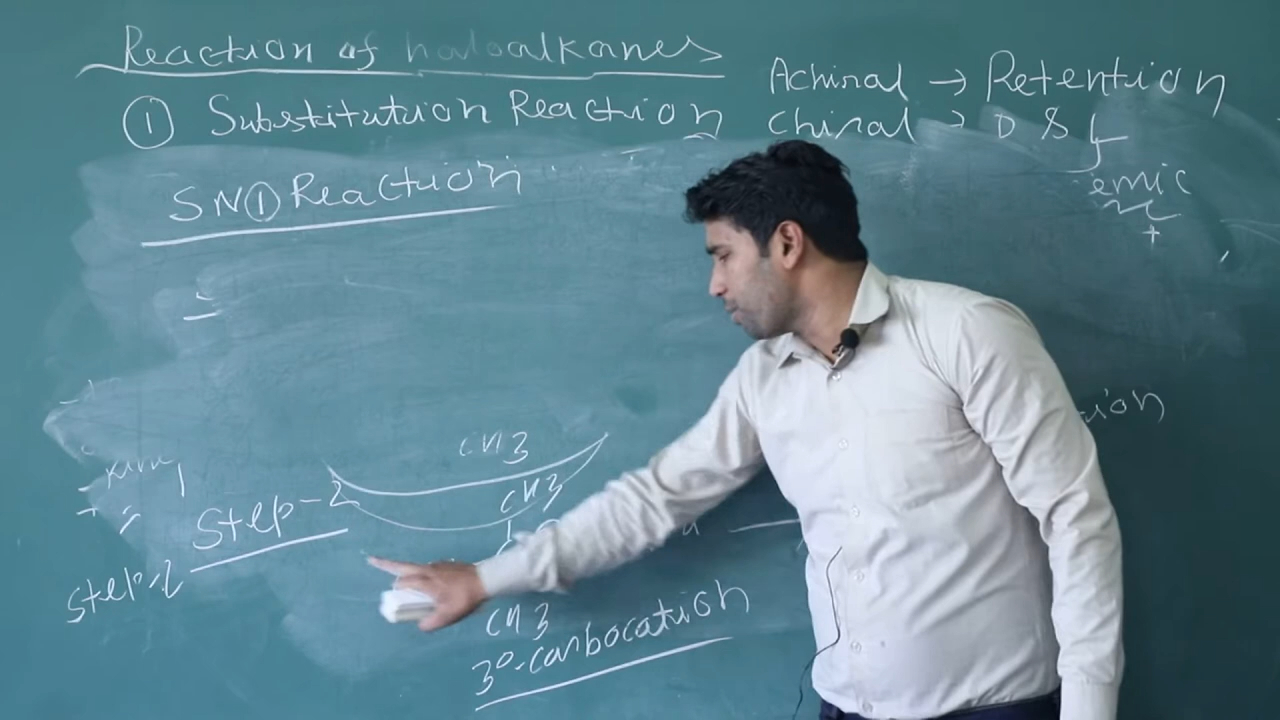 Reaction of haloalkanes
① Substitution Reaction
Achiral → Retention
Chiral → D & L
emic
+
SN① Reaction
CH3
Step-2
CH3
Step-2
CH3
3°-carbocation